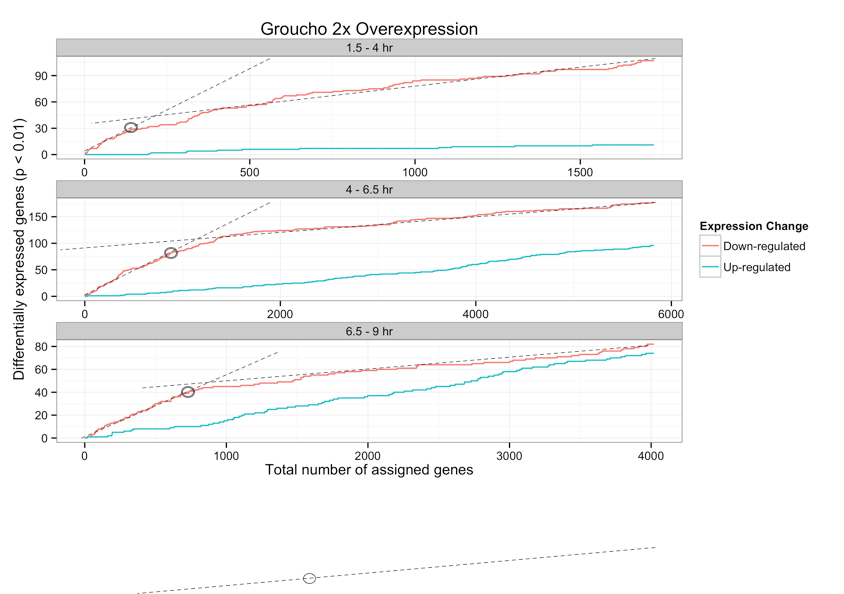 Groucho 2x Overexpression
Differentially expressed genes (p < 0.01)
1.5 - 4 hr
90
60
30
0
0 500 1000 1500
4 - 6.5 hr
150
100
50
0
0 2000 4000 6000
6.5 - 9 hr
80
60
40
20
0
0 1000 2000 3000 4000
Total number of assigned genes
Expression Change
Down-regulated
Up-regulated